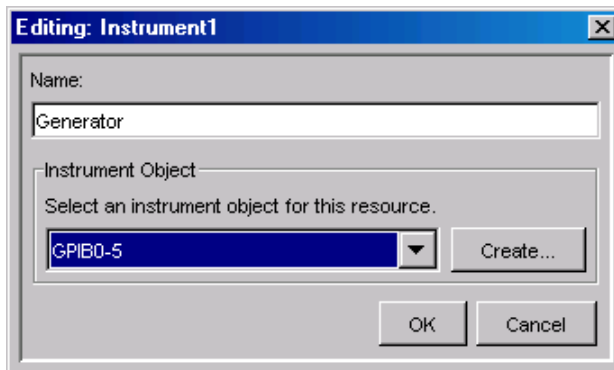 Editing: Instrument1
Name:
Generator
Instrument Object
Select an instrument object for this resource.
GPIB0-5
Create...
OK
Cancel